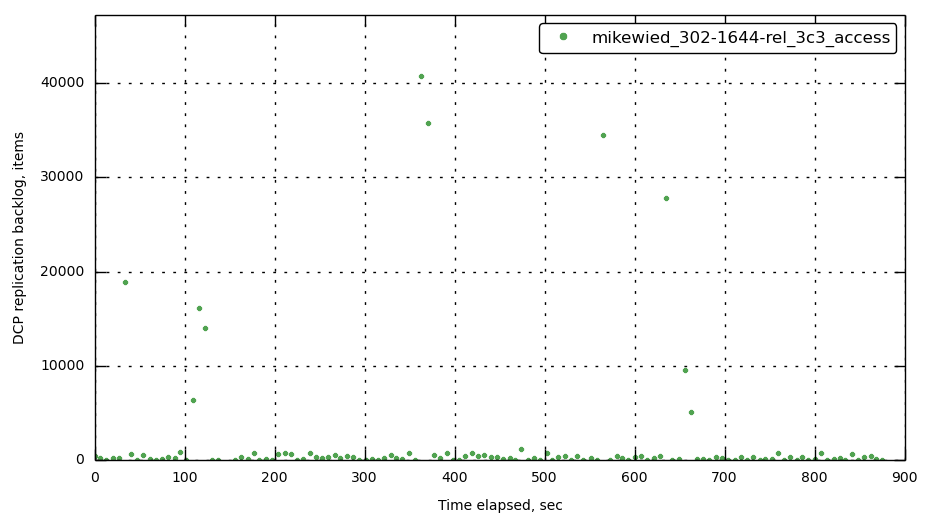 mikewied_302-1644-rel_3c3_access
40000
30000
20000
10000
0
DCP replication backlog, items
0 100 200 300 400 500 600 700 800 900
Time elapsed, sec